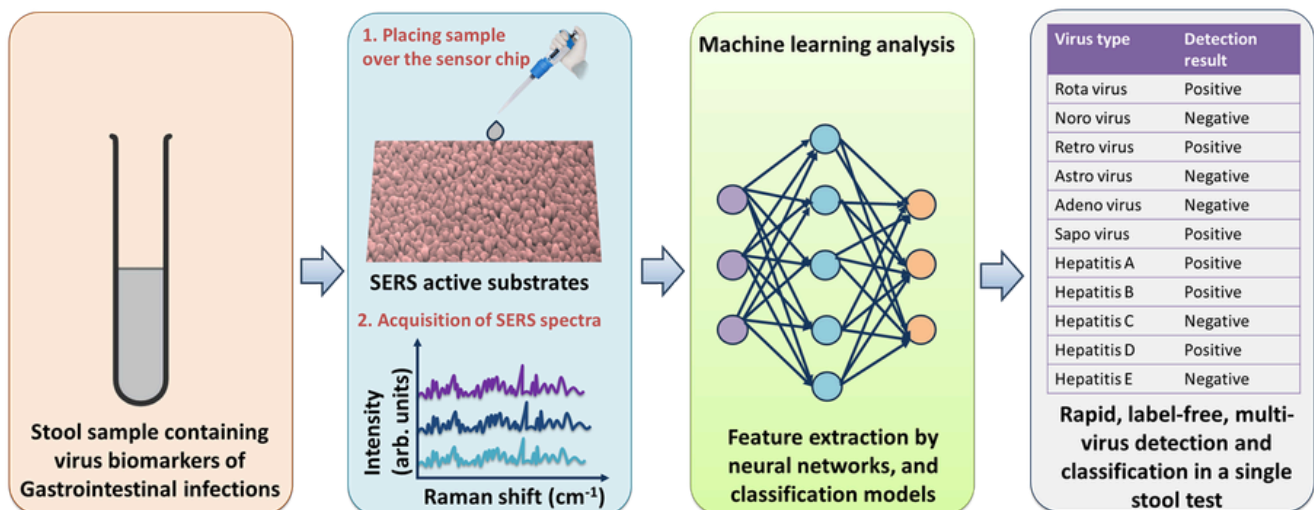 Stool sample containing
virus biomarkers of
Gastrointestinal infections
1. Placing sample
over the sensor chip
SERS active substrates
2. Acquisition of SERS spectra
Intensity
(arb. units)
Raman shift (cm⁻¹)
Machine learning analysis
Feature extraction by
neural networks, and
classification models
Virus type Detection
result
Rota virus Positive
Noro virus Negative
Retro virus Positive
Astro virus Negative
Adeno virus Negative
Sapo virus Positive
Hepatitis A Positive
Hepatitis B Positive
Hepatitis C Negative
Hepatitis D Positive
Hepatitis E Negative
Rapid, label-free, multi-
virus detection and
classification in a single
stool test